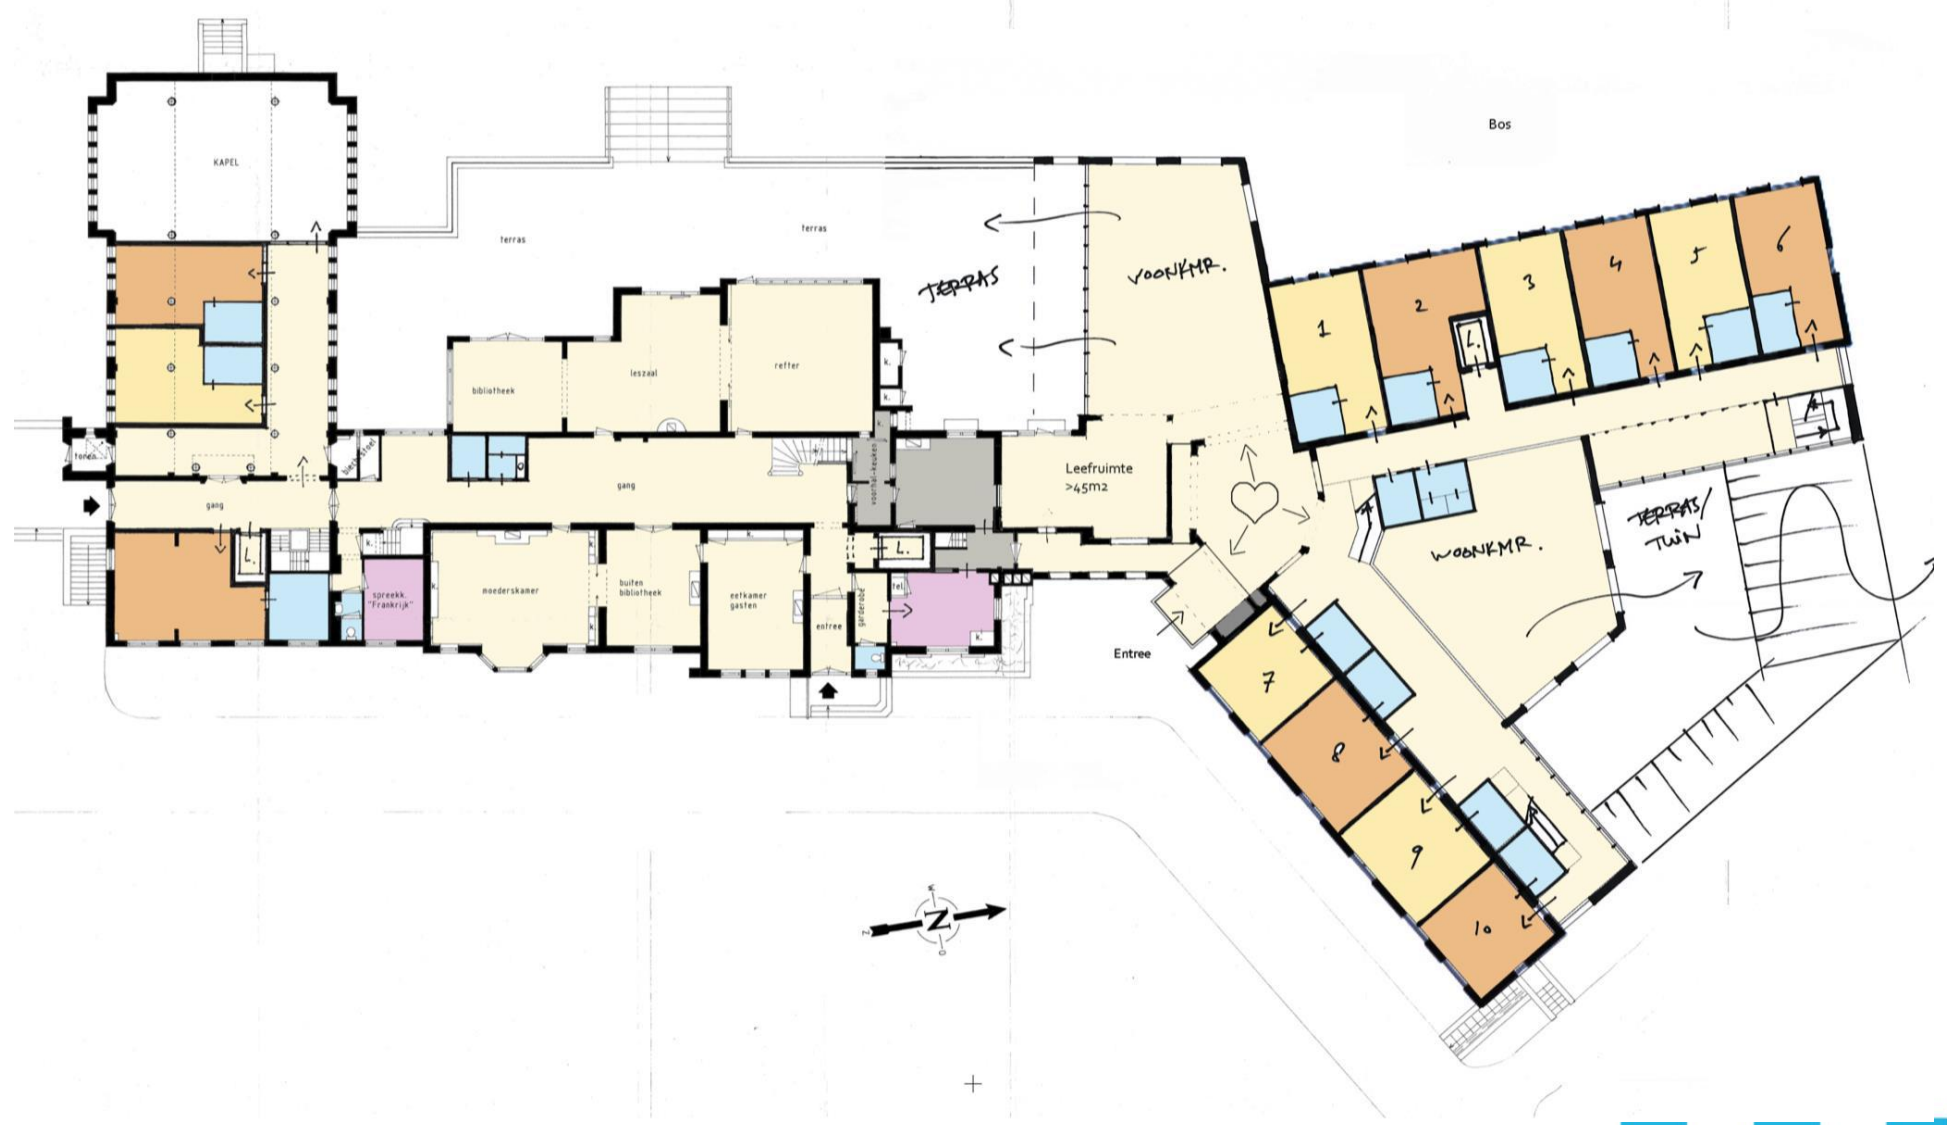 Bos
KAPEL
terras
terras
TERRAS
WOONKMR.
1
2
3
4
5
6
L.
bibliotheek
leszaal
refter
k.
k.
k.
toren
biechtstoel
gang
gang
voorhal-keuken
Leefruimte
>45m2
WOONKMR.
TERRAS/
TUIN
L.
k.
spreekk.
"Frankrijk"
k.
moederskamer
k.
k.
buiten
bibliotheek
k.
eetkamer
gasten
entree
garderobe
L.
tel.
k.
Entree
7
8
9
10
N
W
Z
O